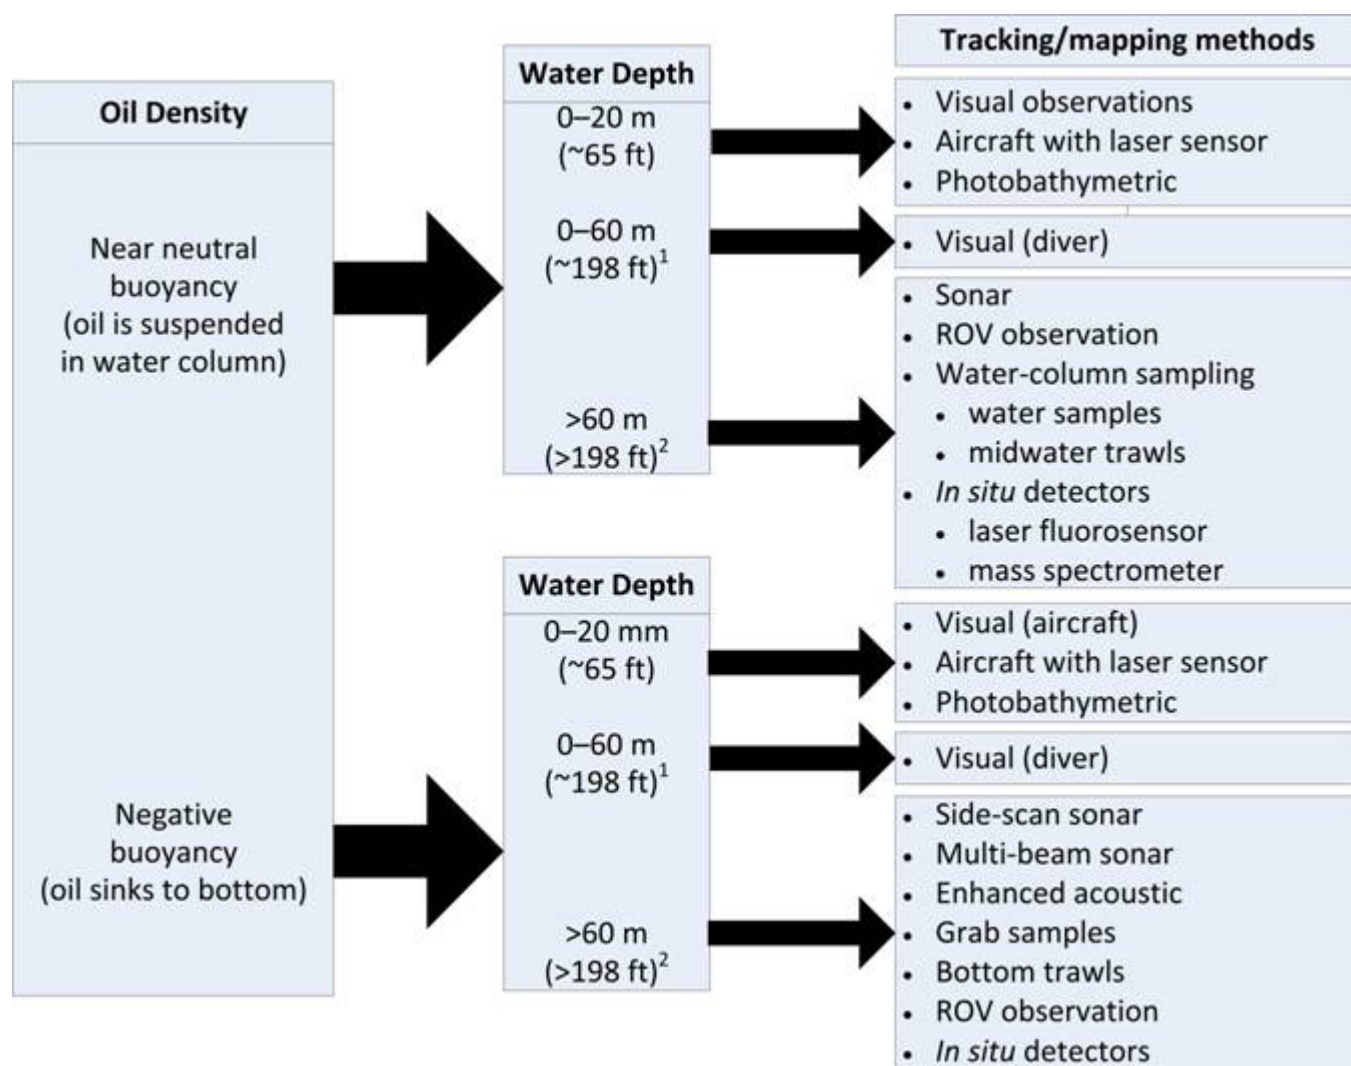 Oil Density
Near neutral
buoyancy
(oil is suspended
in water column)
Negative
buoyancy
(oil sinks to bottom)
Water Depth
0–20 m
(~65 ft)
0–60 m
(~198 ft)1
>60 m
(>198 ft)2
Water Depth
0–20 mm
(~65 ft)
0–60 m
(~198 ft)1
>60 m
(>198 ft)2
Tracking/mapping methods
• Visual observations
• Aircraft with laser sensor
• Photobathymetric
• Visual (diver)
• Sonar
• ROV observation
• Water-column sampling
• water samples
• midwater trawls
• In situ detectors
• laser fluorosensor
• mass spectrometer
• Visual (aircraft)
• Aircraft with laser sensor
• Photobathymetric
• Visual (diver)
• Side-scan sonar
• Multi-beam sonar
• Enhanced acoustic
• Grab samples
• Bottom trawls
• ROV observation
• In situ detectors